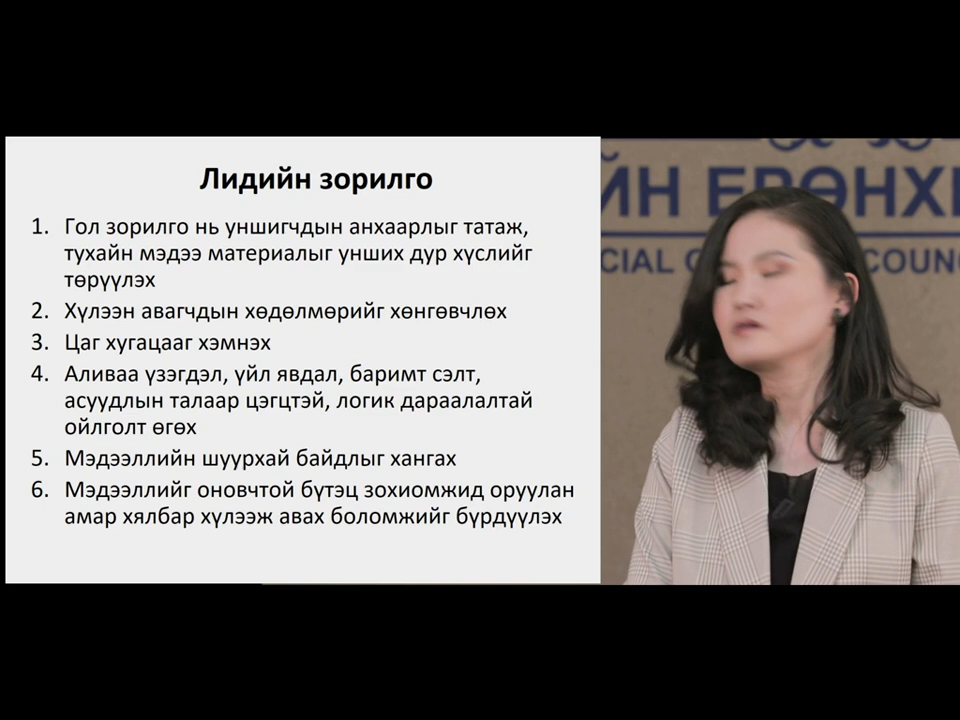 Лидийн зорилго
1. Гол зорилго нь уншигчдын анхаарлыг татаж,
тухайн мэдээ материалыг унших дур хүслийг
төрүүлэх
2. Хүлээн авагчдын хөдөлмөрийг хөнгөвчлөх
3. Цаг хугацааг хэмнэх
4. Аливаа үзэгдэл, үйл явдал, баримт сэлт,
асуудлын талаар цэгцтэй, логик дараалалтай
ойлголт өгөх
5. Мэдээллийн шуурхай байдлыг хангах
6. Мэдээллийг оновчтой бүтэц зохиомжид оруулан
амар хялбар хүлээж авах боломжийг бүрдүүлэх
ЙН ЕРӨНХ
CIAL COUN